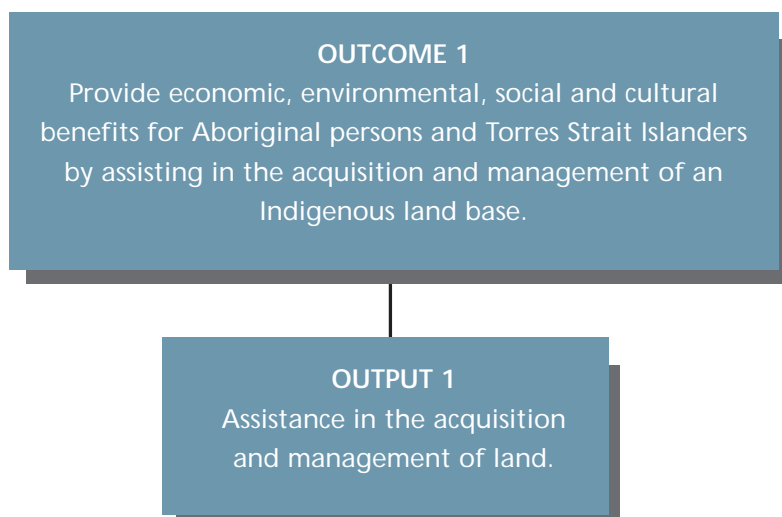 OUTCOME 1
Provide economic, environmental, social and cultural
benefits for Aboriginal persons and Torres Strait Islanders
by assisting in the acquisition and management of an
Indigenous land base.
OUTPUT 1
Assistance in the acquisition
and management of land.